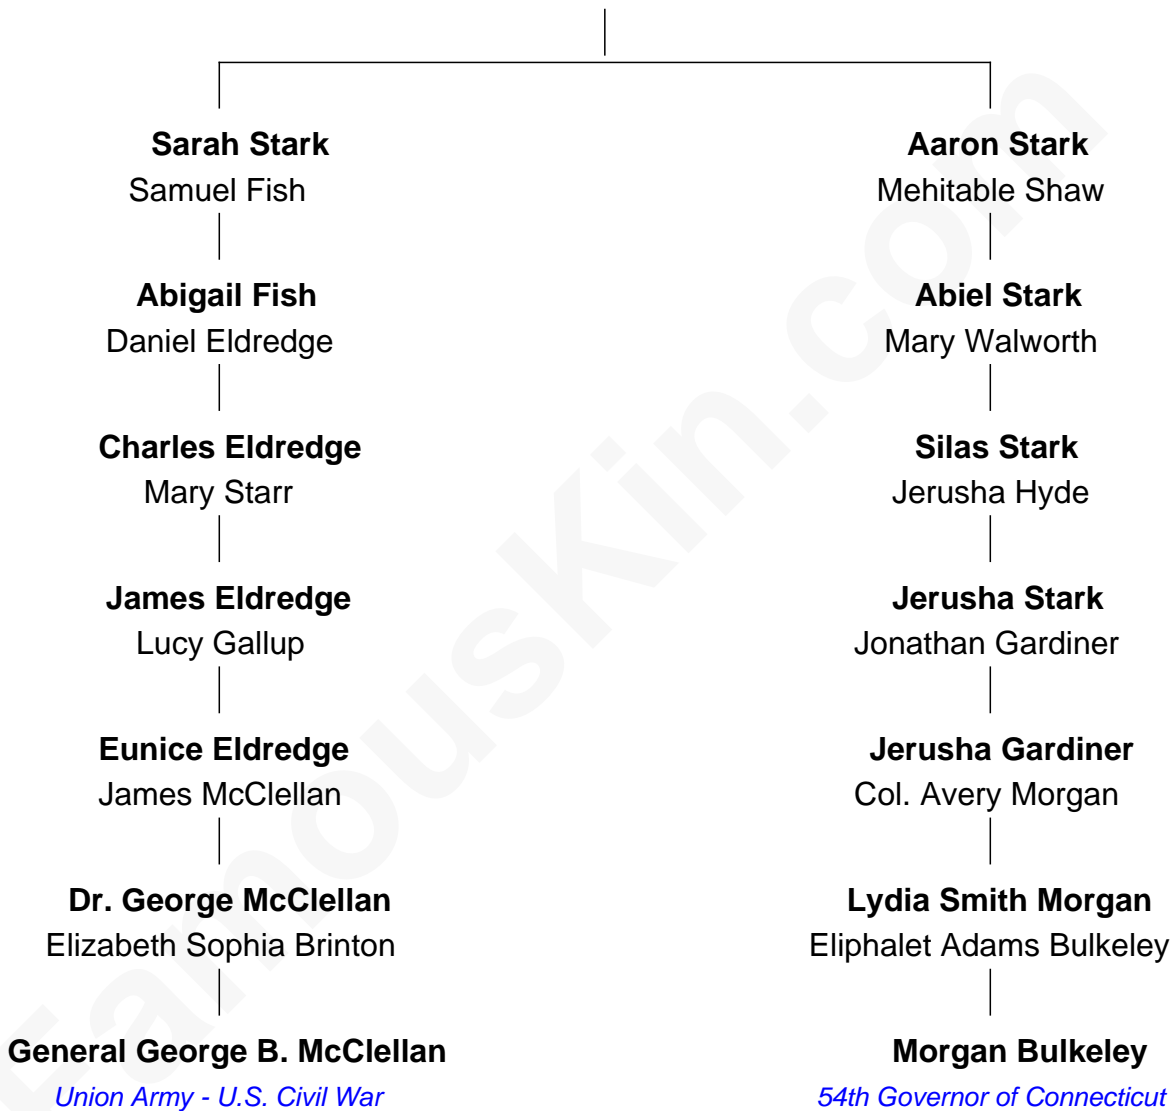 Sarah Stark
Samuel Fish
Aaron Stark
Mehitable Shaw
Abigail Fish
Daniel Eldredge
Abiel Stark
Mary Walworth
Charles Eldredge
Mary Starr
Silas Stark
Jerusha Hyde
James Eldredge
Lucy Gallup
Jerusha Stark
Jonathan Gardiner
Eunice Eldredge
James McClellan
Jerusha Gardiner
Col. Avery Morgan
Dr. George McClellan
Elizabeth Sophia Brinton
Lydia Smith Morgan
Eliphalet Adams Bulkeley
General George B. McClellan
Union Army - U.S. Civil War
Morgan Bulkeley
54th Governor of Connecticut
FamousKin.com